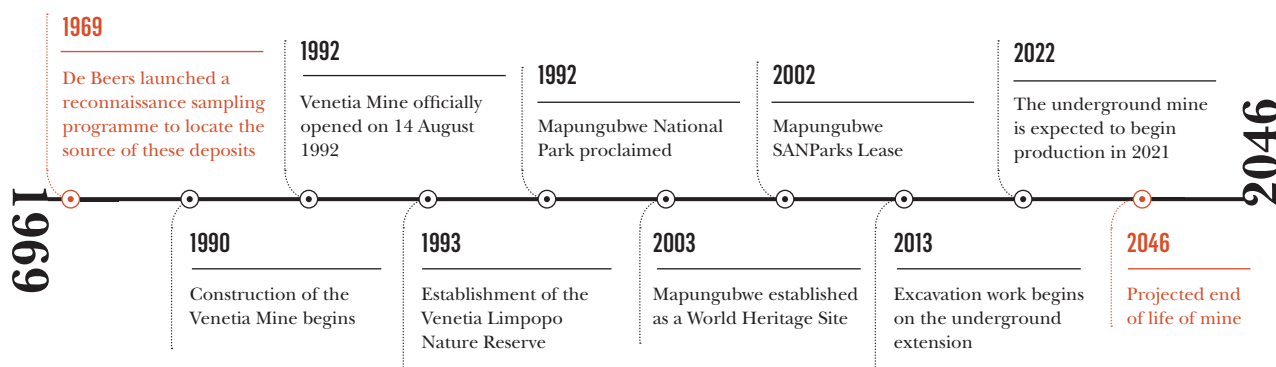 1969
1969
De Beers launched a
reconnaissance sampling
programme to locate the
source of these deposits
1990
Construction of the
Venetia Mine begins
1992
Venetia Mine officially
opened on 14 August
1992
1993
Establishment of the
Venetia Limpopo
Nature Reserve
1992
Mapungubwe National
Park proclaimed
2003
Mapungubwe established
as a World Heritage Site
2002
Mapungubwe
SANParks Lease
2013
Excavation work begins
on the underground
extension
2022
The underground mine
is expected to begin
production in 2021
2046
Projected end
of life of mine
2046